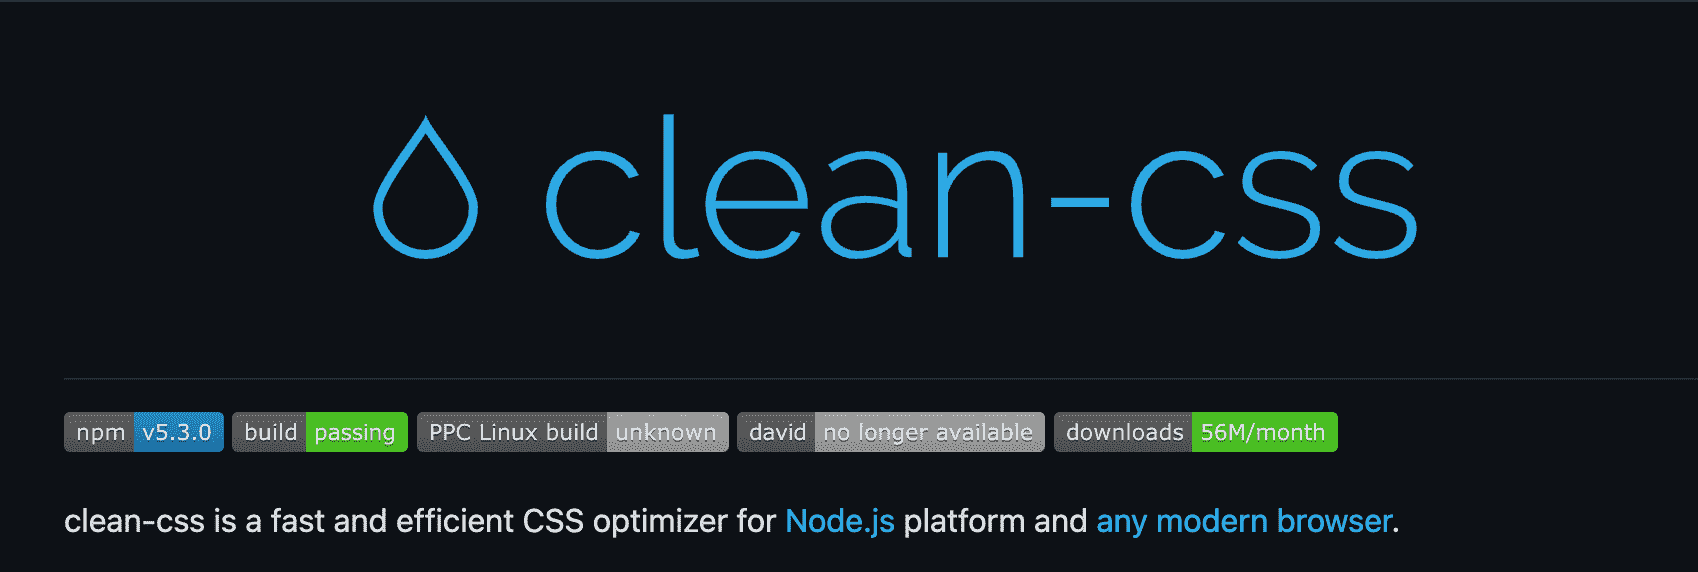 clean-css
npm v5.3.0 build passing PPC Linux build unknown david no longer available downloads 56M/month
clean-css is a fast and efficient CSS optimizer for Node.js platform and any modern browser.